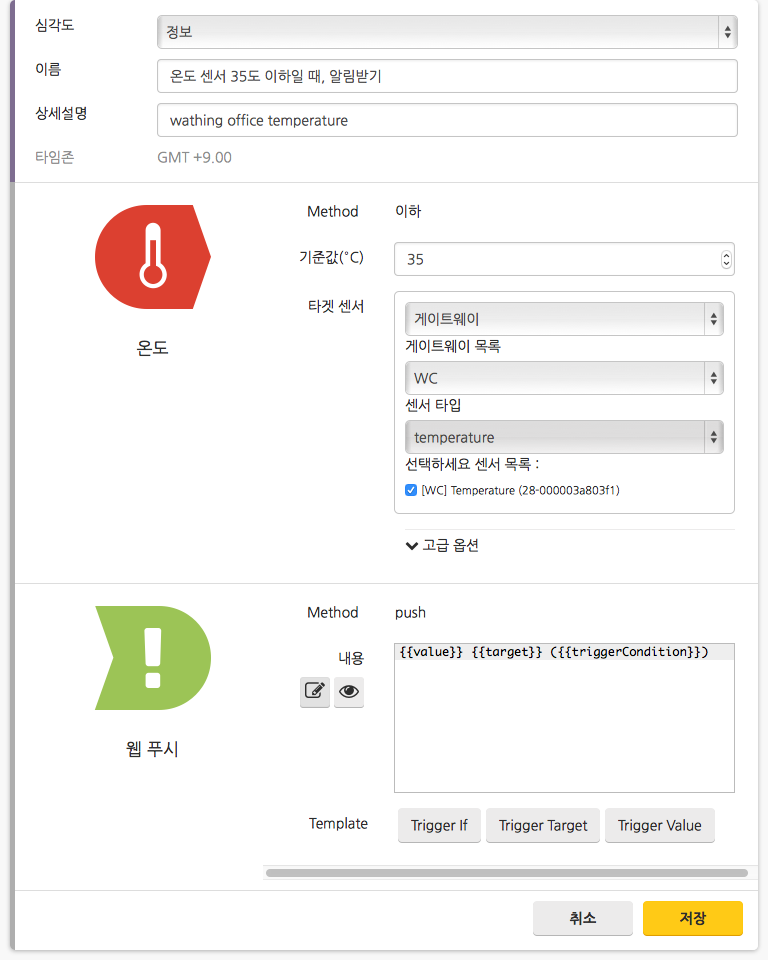 심각도
정보
이름
온도 센서 35도 이하일 때, 알림받기
상세설명
wathing office temperature
타임존
GMT +9.00
온도
Method
이하
기준값(°C)
35
타겟 센서
게이트웨이
게이트웨이 목록
WC
센서 타입
temperature
선택하세요 센서 목록 :
[WC] Temperature (28-000003a803f1)
고급 옵션
웹 푸시
Method
push
내용
{{value}} {{target}} ({{triggerCondition}})
Template
Trigger If
Trigger Target
Trigger Value
취소
저장